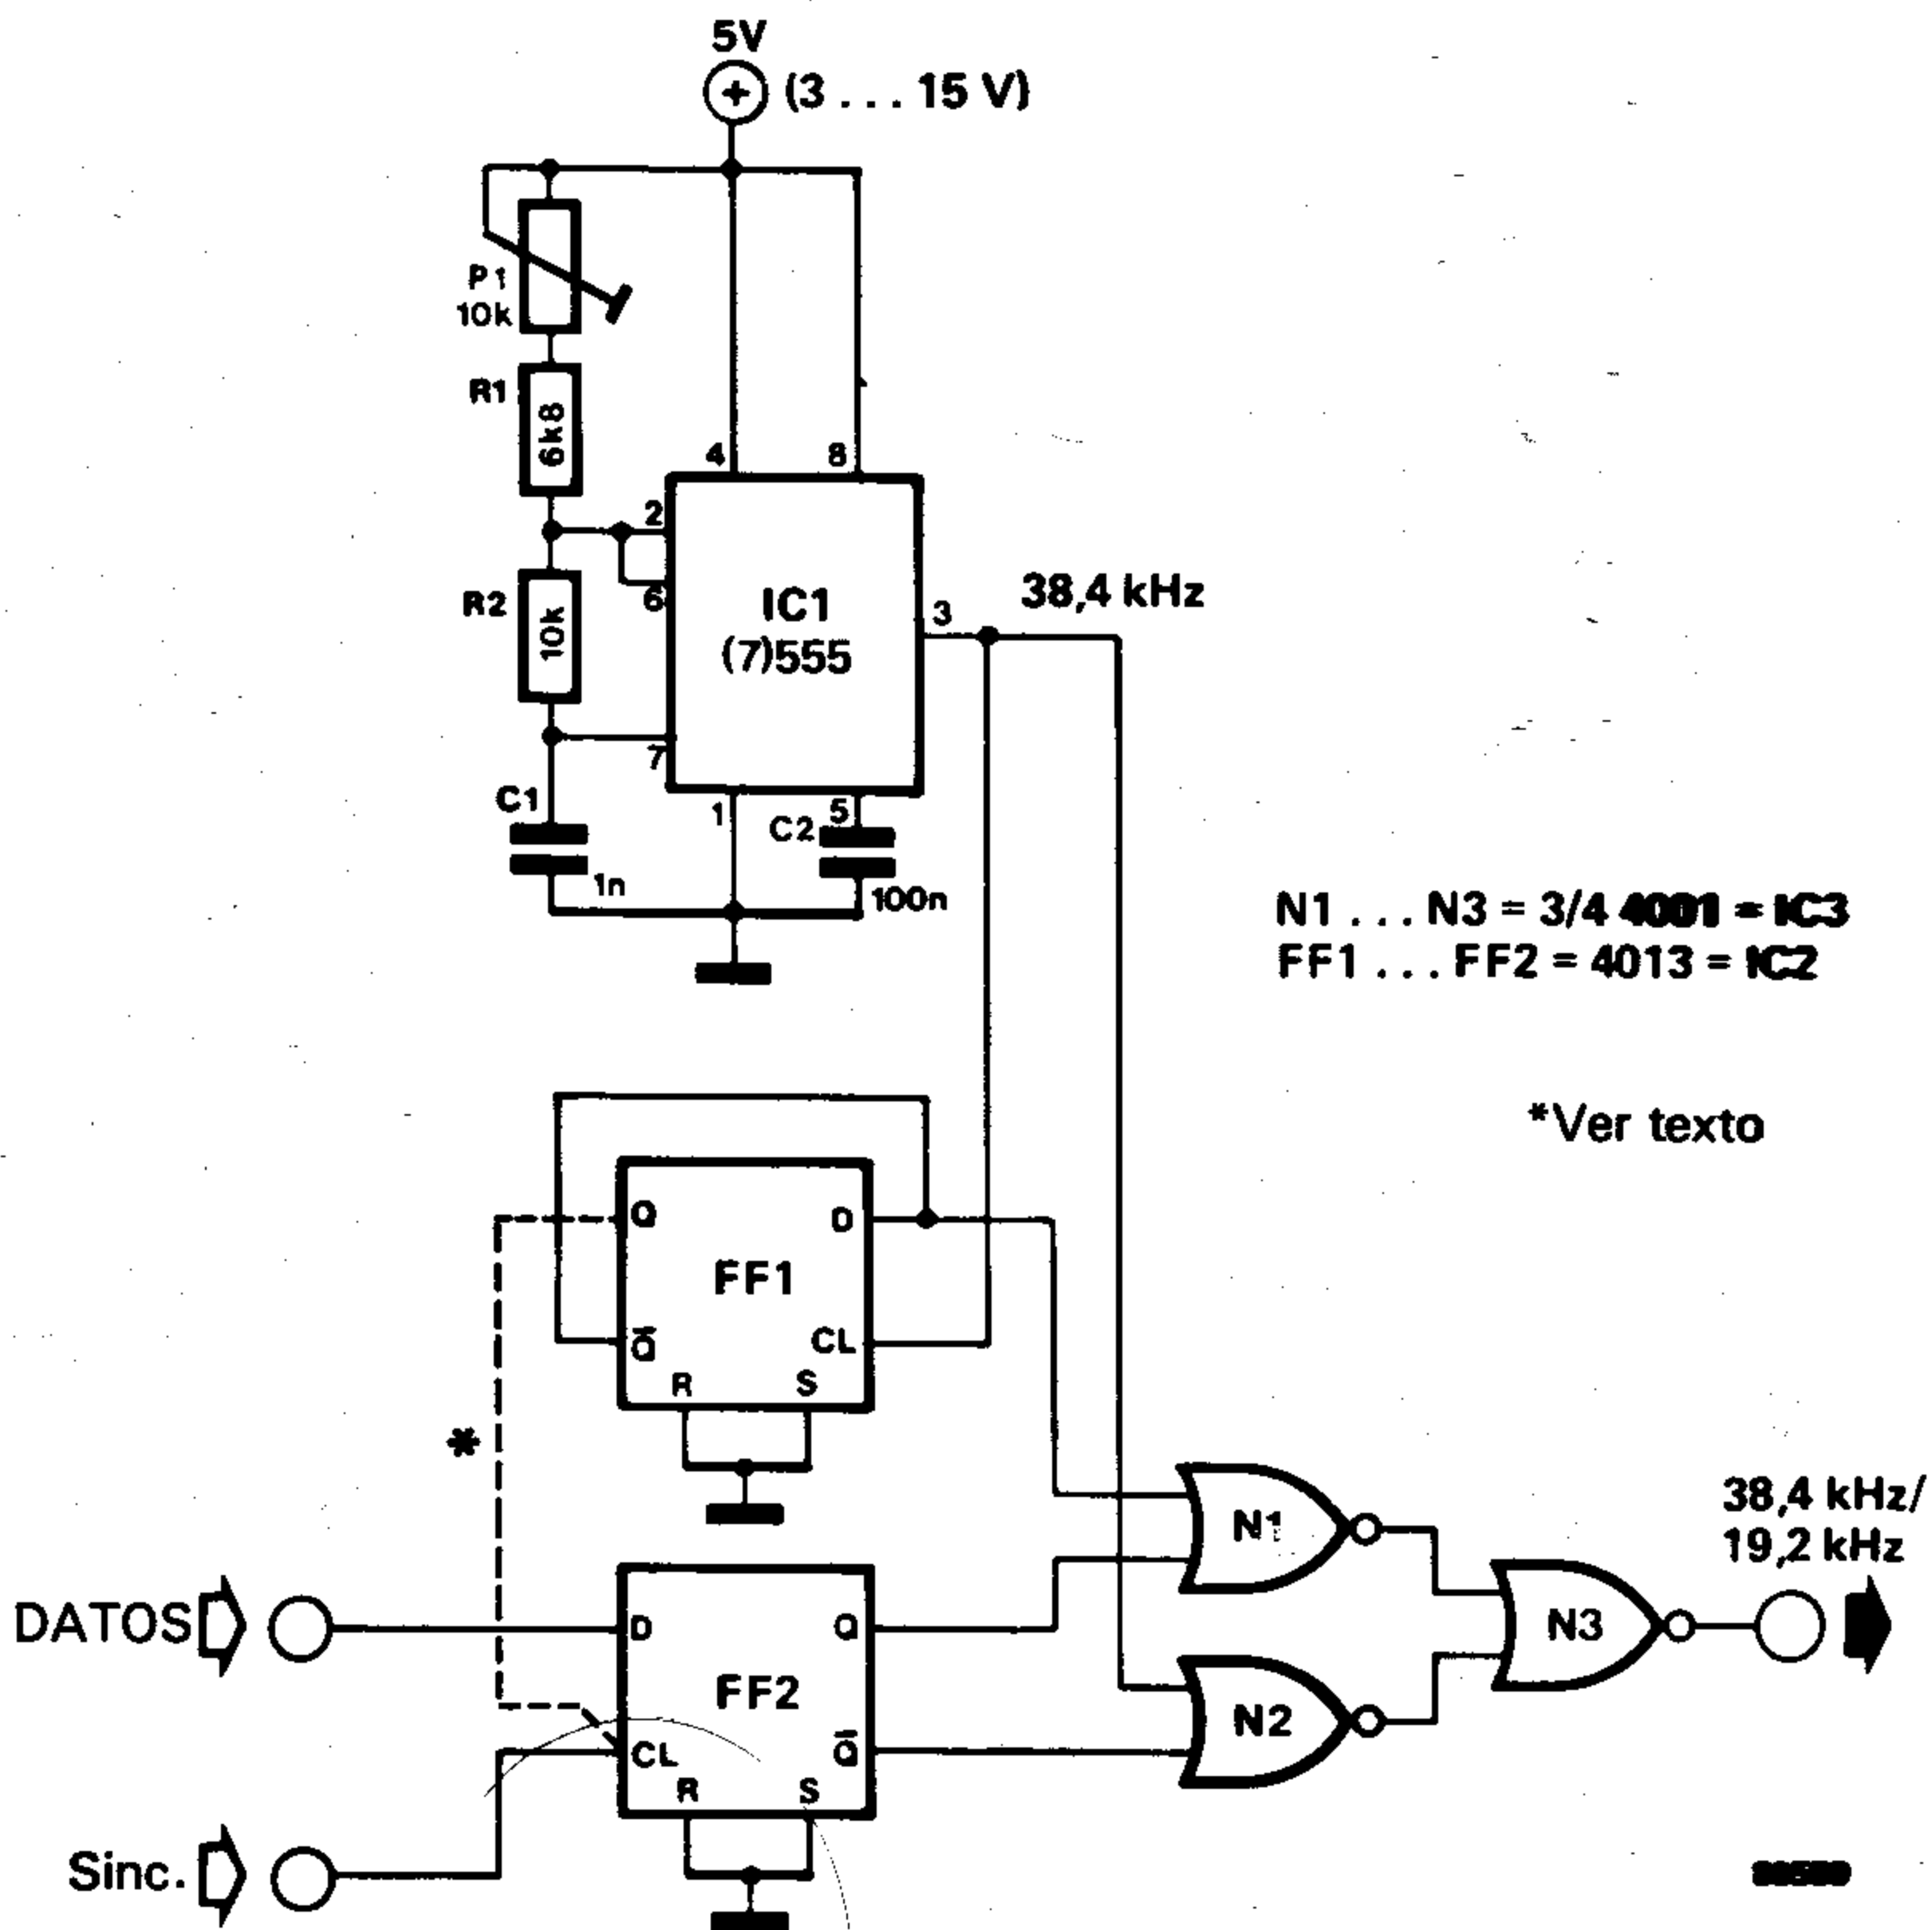 5V
(3 . . . 15 V)
P1
10k
R1
6k8
4
8
2
6
R2
10k
IC1
(7)555
3
38,4 kHz
7
C1
1n
1
5
C2
100n
N1 . . . N3 = 3/4 4001 = IC3
FF1 . . . FF2 = 4013 = IC2
*Ver texto
Q
D
FF1
Q̅
CL
R
S
*
N1
38,4 kHz/
19,2 kHz
DATOS
D
Q
FF2
N3
N2
CL
Q̅
R
S
Sinc.